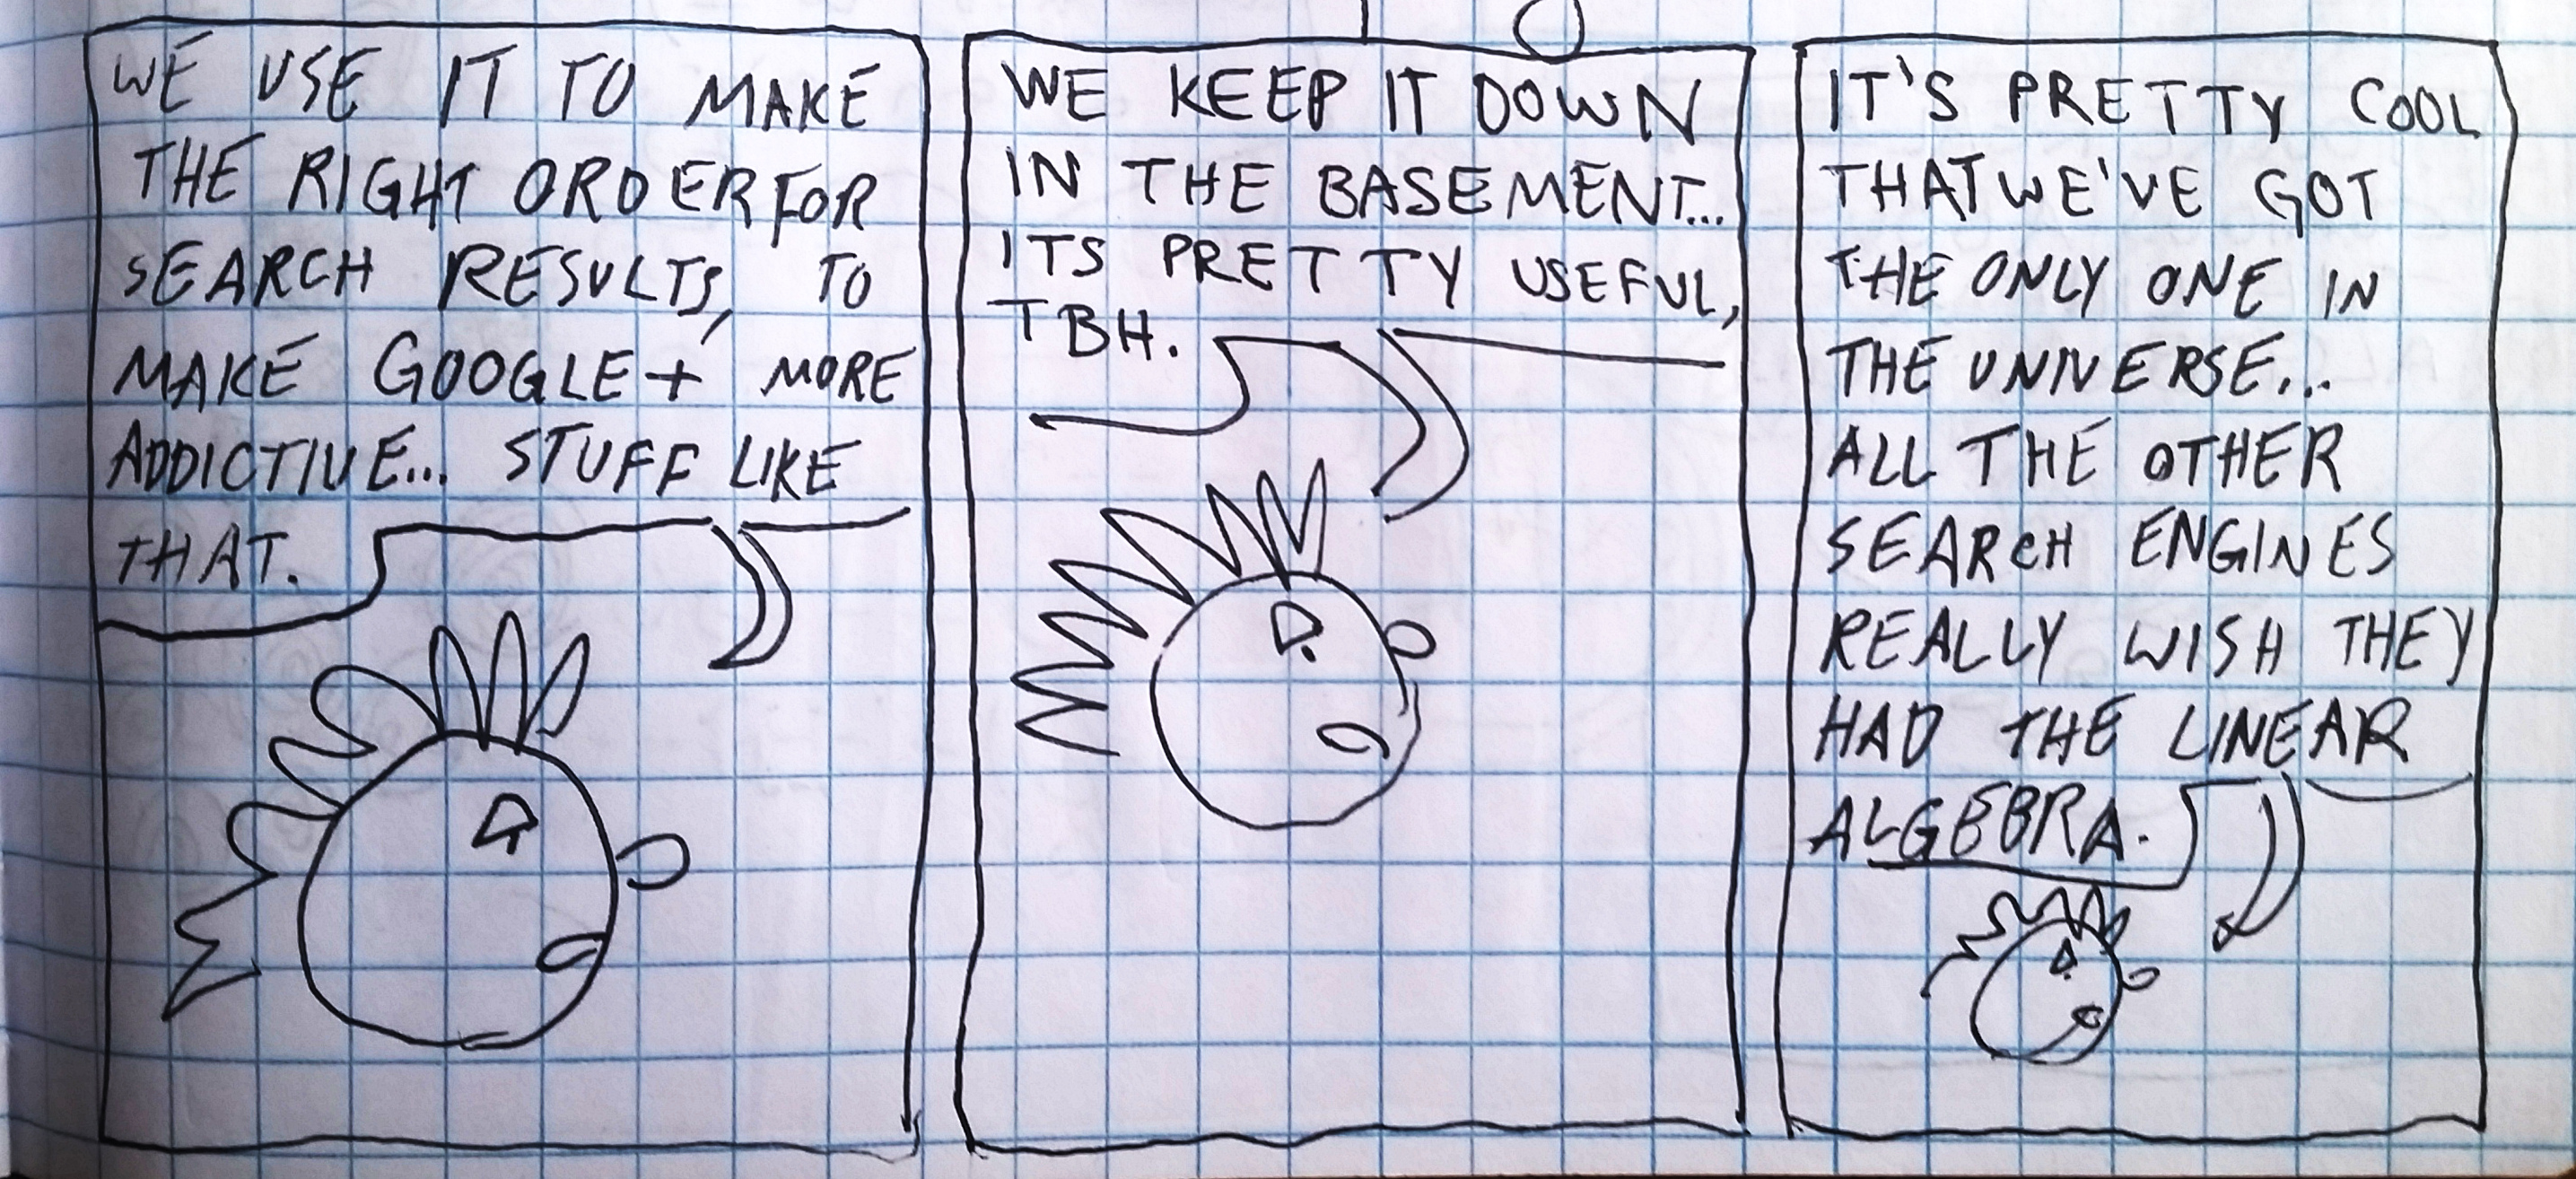 WE USE IT TO MAKE
THE RIGHT ORDER FOR
SEARCH RESULTS, TO
MAKE GOOGLE+ MORE
ADDICTIVE... STUFF LIKE
THAT.
WE KEEP IT DOWN
IN THE BASEMENT...
ITS PRETTY USEFUL,
TBH.
IT'S PRETTY COOL
THAT WE'VE GOT
THE ONLY ONE IN
THE UNIVERSE...
ALL THE OTHER
SEARCH ENGINES
REALLY WISH THEY
HAD THE LINEAR
ALGEBRA.